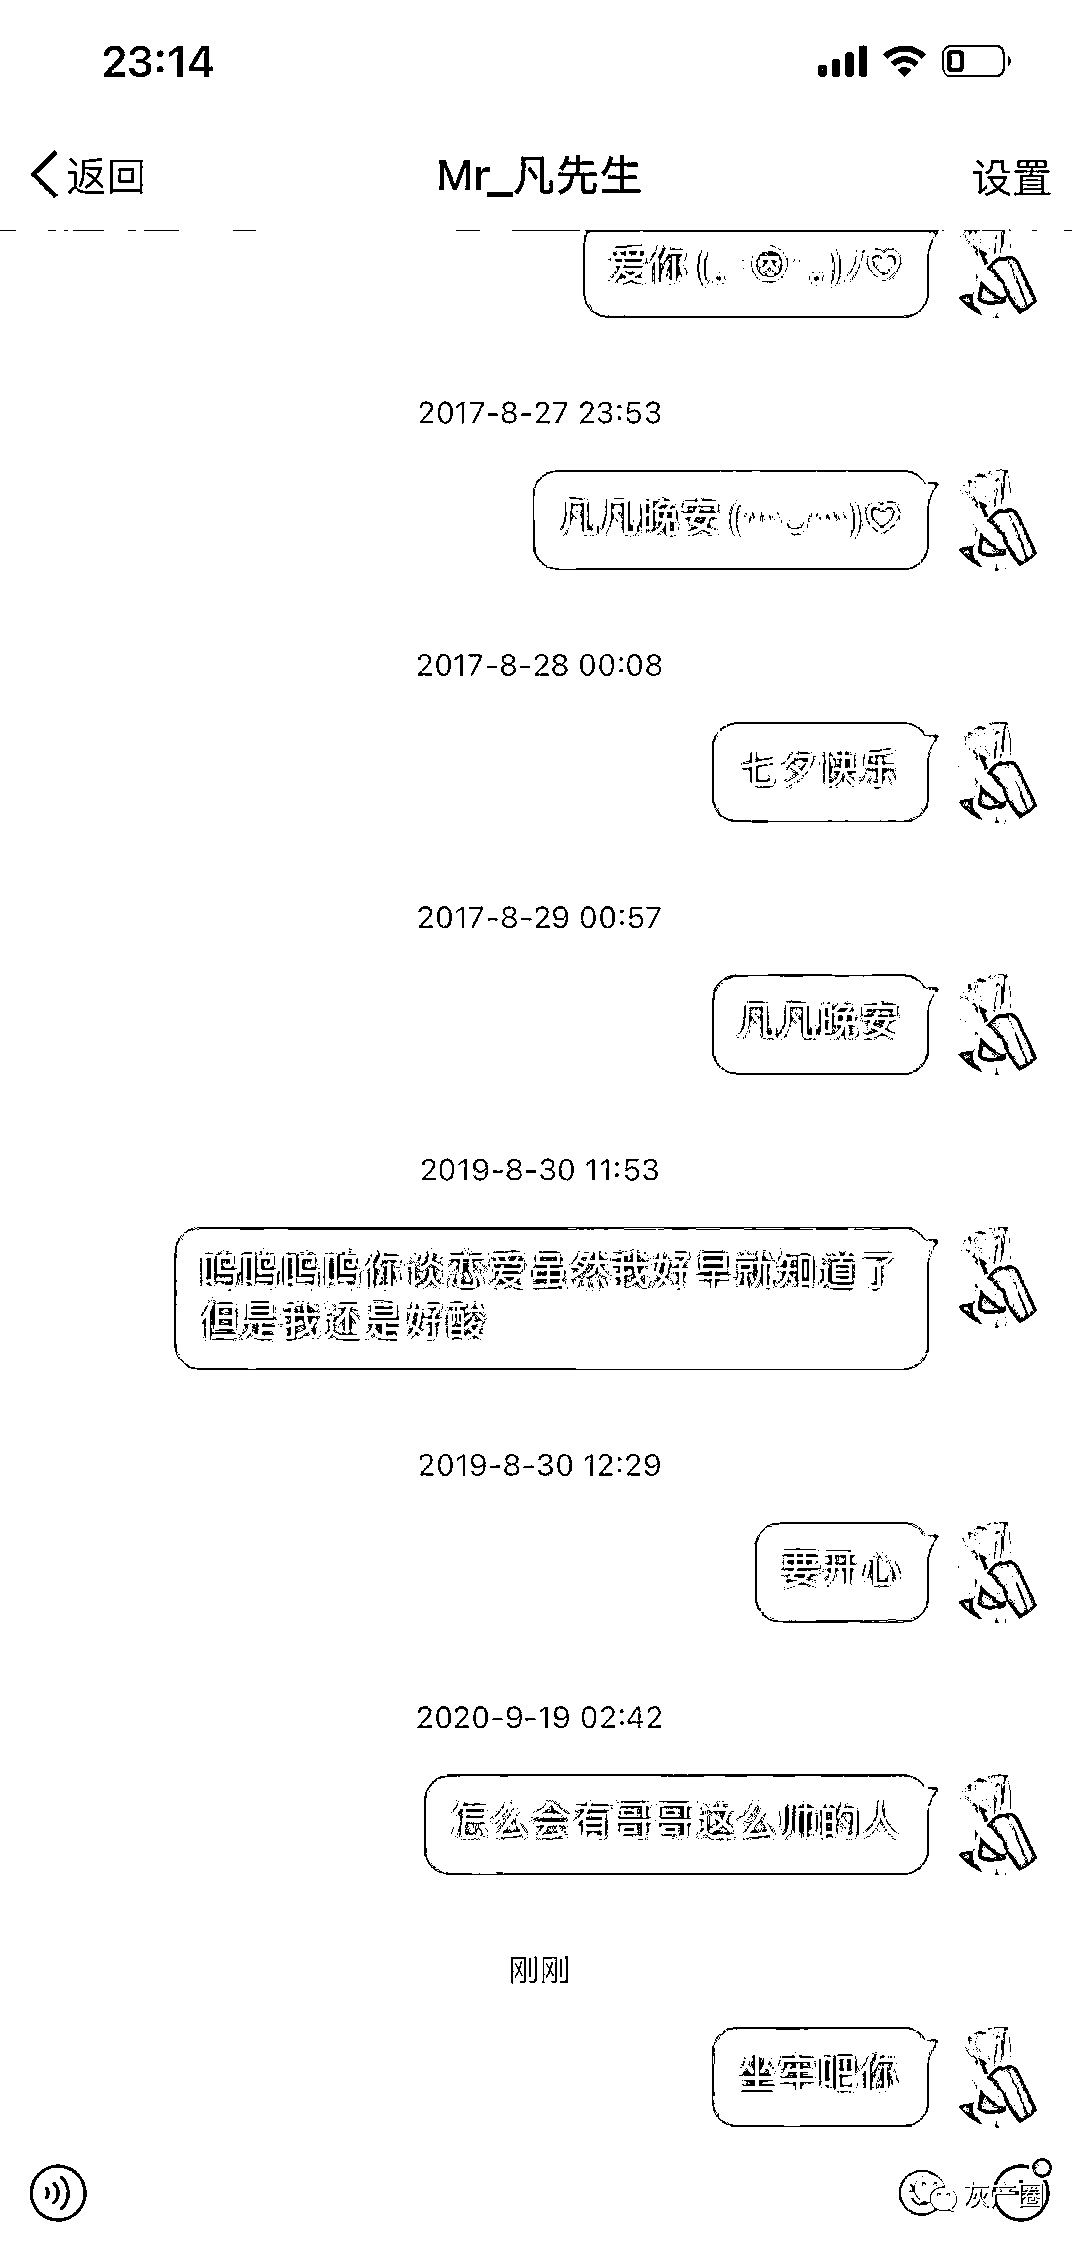 23:14
返回
Mr_凡先生
设置
爱你
2017-8-27 23:53
凡凡晚安
2017-8-28 00:08
七夕快乐
2017-8-29 00:57
凡凡晚安
2019-8-30 11:53
呜呜呜呜你谈恋爱虽然我好早就知道了
但是我还是好酸
2019-8-30 12:29
要开心
2020-9-19 02:42
怎么会有哥哥这么帅的人
刚刚
坐牢吧你
灰产圈